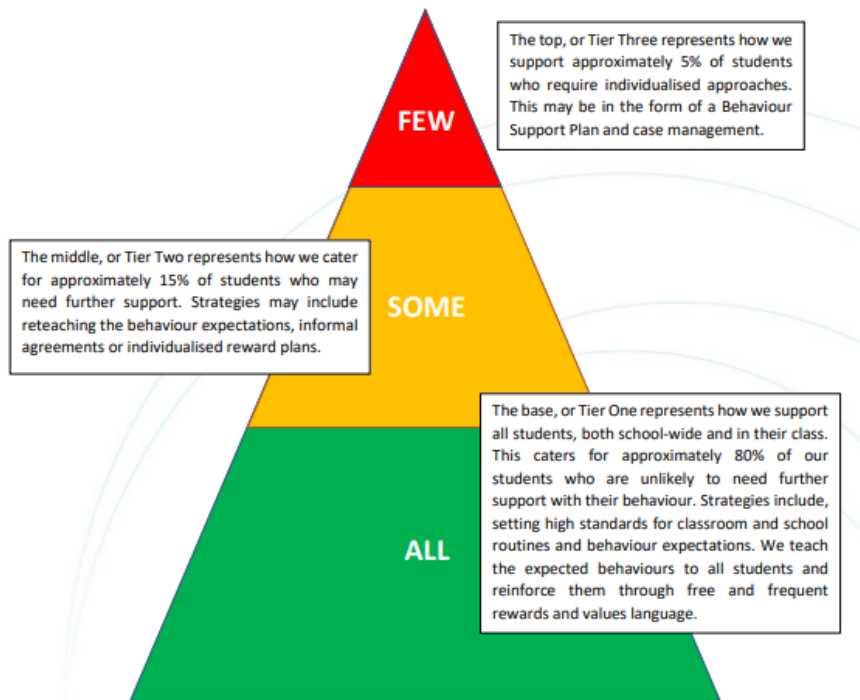 The top, or Tier Three represents how we
support approximately 5% of students
who require individualised approaches.
This may be in the form of a Behaviour
Support Plan and case management.
FEW
The middle, or Tier Two represents how we cater
for approximately 15% of students who may
need further support. Strategies may include
reteaching the behaviour expectations, informal
agreements or individualised reward plans.
SOME
The base, or Tier One represents how we support
all students, both school-wide and in their class.
This caters for approximately 80% of our
students who are unlikely to need further
support with their behaviour. Strategies include,
setting high standards for classroom and school
routines and behaviour expectations. We teach
the expected behaviours to all students and
reinforce them through free and frequent
rewards and values language.
ALL